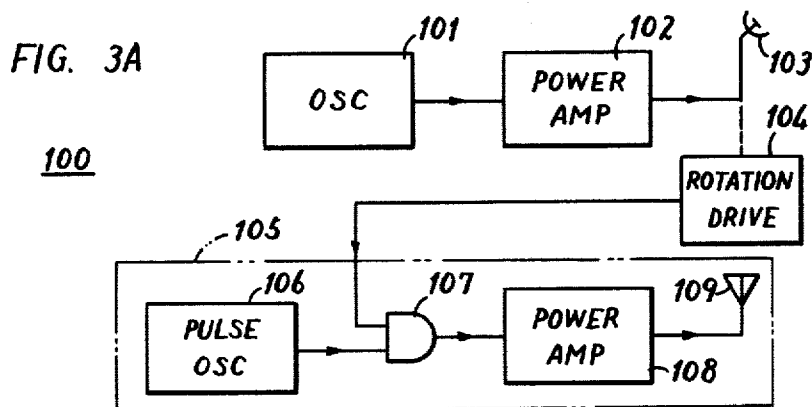 FIG. 3A
100
101
OSC
102
POWER
AMP
103
104
ROTATION
DRIVE
105
106
PULSE
OSC
107
POWER
AMP
108
109